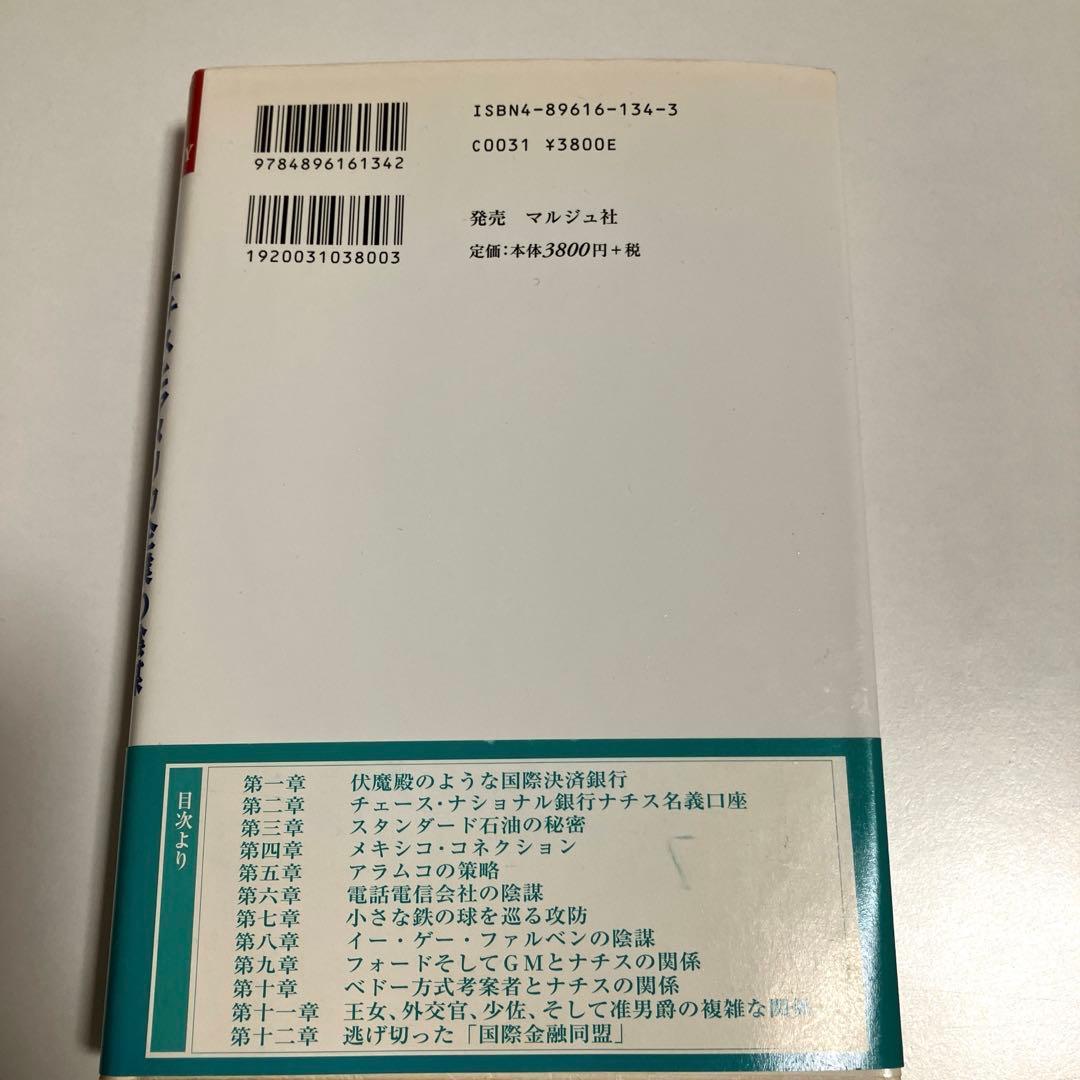 ISBN4-89616-134-3
C0031 ¥3800E
9784896161342
1920031038003
発売 マルジュ社
定価：本体3800円＋税
Y
目次より
第一章 伏魔殿のような国際決済銀行
第二章 チェース・ナショナル銀行ナチス名義口座
第三章 スタンダード石油の秘密
第四章 メキシコ・コネクション
第五章 アラムコの策略
第六章 電話電信会社の陰謀
第七章 小さな鉄の球を巡る攻防
第八章 イー・ゲー・ファルベンの陰謀
第九章 フォードそしてGMとナチスの関係
第十章 ベドー方式考案者とナチスの関係
第十一章 王女、外交官、少佐、そして准男爵の複雑な関係
第十二章 逃げ切った「国際金融同盟」